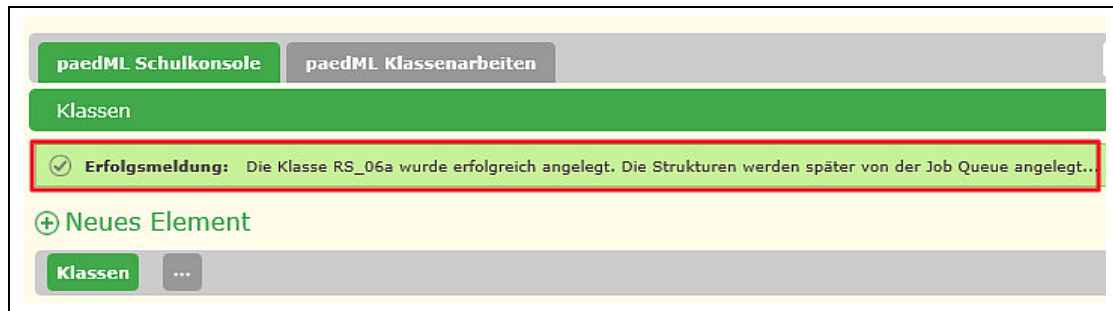 paedML Schulkonsole paedML Klassenarbeiten
Klassen
Erfolgsmeldung: Die Klasse RS_06a wurde erfolgreich angelegt. Die Strukturen werden später von der Job Queue angelegt...
Neues Element
Klassen ...